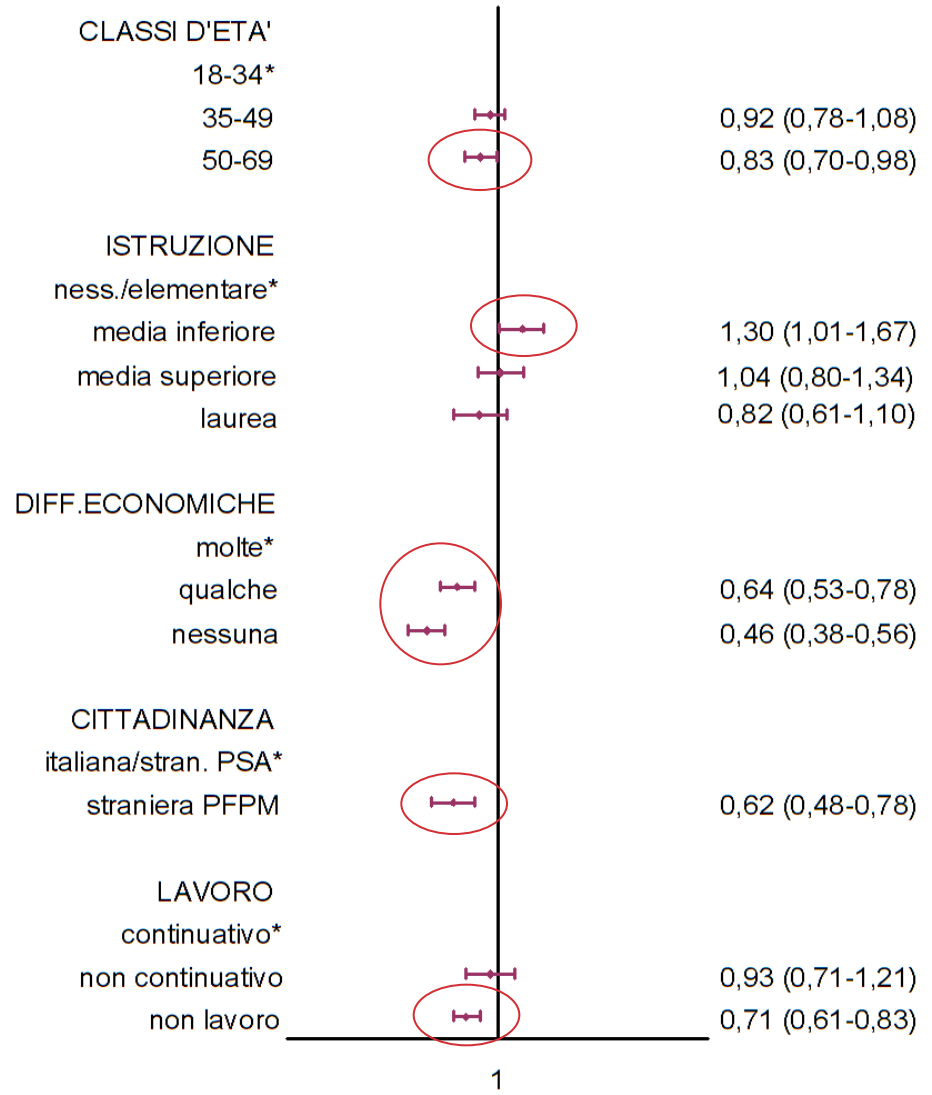 CLASSI D'ETA'
18-34*
35-49 0,92 (0,78-1,08)
50-69 0,83 (0,70-0,98)
ISTRUZIONE
ness./elementare*
media inferiore 1,30 (1,01-1,67)
media superiore 1,04 (0,80-1,34)
laurea 0,82 (0,61-1,10)
DIFF.ECONOMICHE
molte*
qualche 0,64 (0,53-0,78)
nessuna 0,46 (0,38-0,56)
CITTADINANZA
italiana/stran. PSA*
straniera PFPM 0,62 (0,48-0,78)
LAVORO
continuativo*
non continuativo 0,93 (0,71-1,21)
non lavoro 0,71 (0,61-0,83)
1